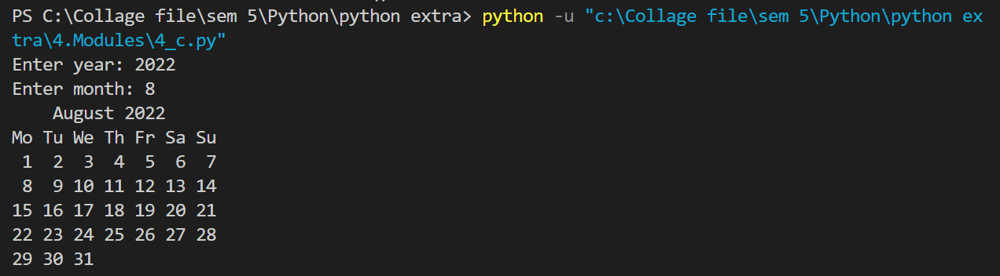 PS C:\Collage file\sem 5\Python\python extra> python -u "c:\Collage file\sem 5\Python\python ex
tra\4.Modules\4_c.py"
Enter year: 2022
Enter month: 8
    August 2022
Mo Tu We Th Fr Sa Su
 1  2  3  4  5  6  7
 8  9 10 11 12 13 14
15 16 17 18 19 20 21
22 23 24 25 26 27 28
29 30 31